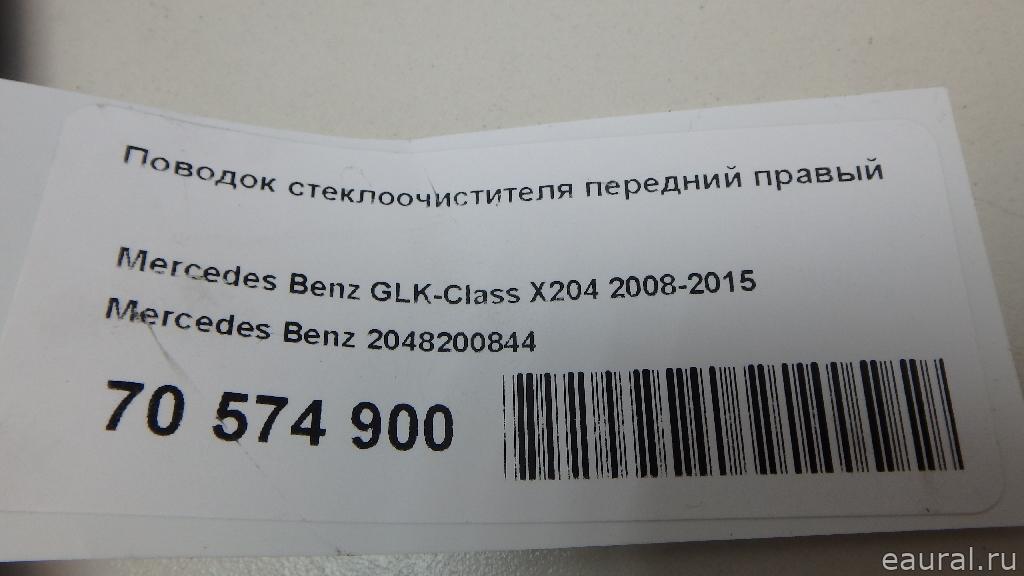 Поводок стеклоочистителя передний правый
Mercedes Benz GLK-Class X204 2008-2015
Mercedes Benz 2048200844
70 574 900
eaural.ru